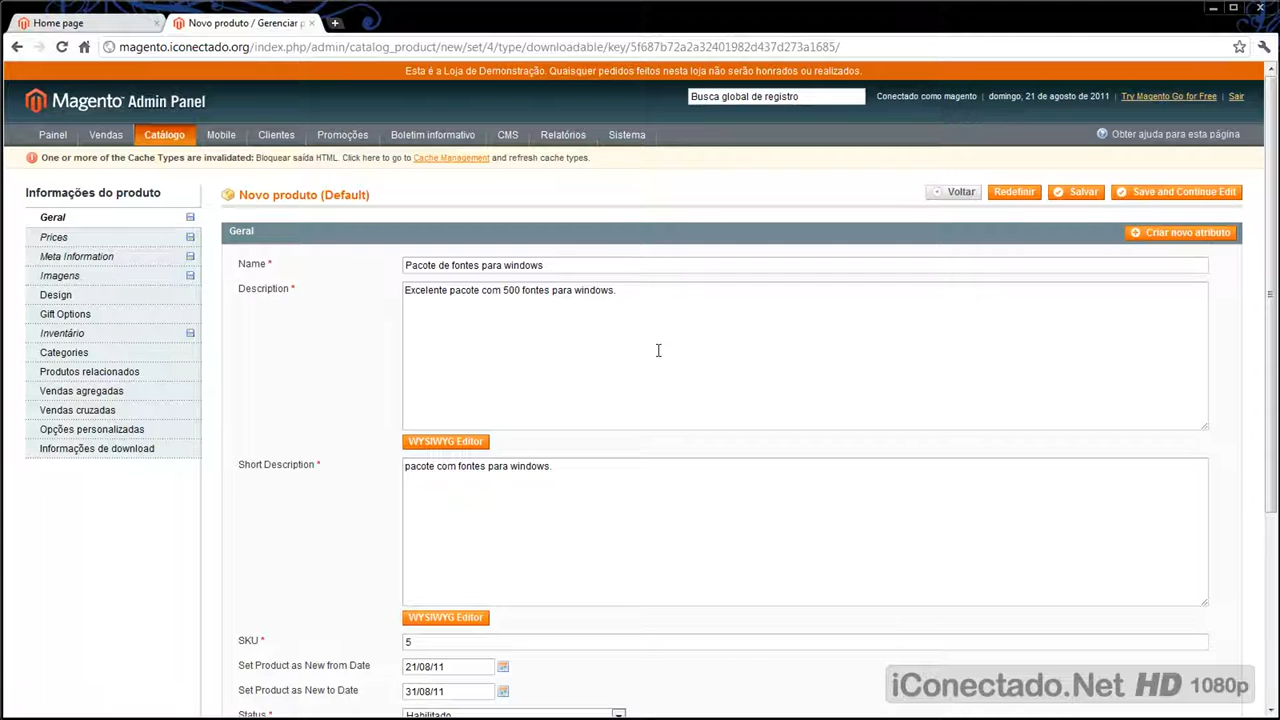 Home page
Novo produto / Gerenciar p
magento.iconectado.org/index.php/admin/catalog_product/new/set/4/type/downloadable/key/5f687b72a2a32401982d437d273a1685/
Esta é a Loja de Demonstração. Quaisquer pedidos feitos nesta loja não serão honrados ou realizados.
Magento™ Admin Panel
Busca global de registro
Conectado como magento | domingo, 21 de agosto de 2011 | Try Magento Go for Free | Sair
Painel Vendas Catálogo Mobile Clientes Promoções Boletim informativo CMS Relatórios Sistema
Obter ajuda para esta página
One or more of the Cache Types are invalidated: Bloquear saída HTML. Click here to go to Cache Management and refresh cache types.
Informações do produto
Geral
Prices
Meta Information
Imagens
Design
Gift Options
Inventário
Categories
Produtos relacionados
Vendas agregadas
Vendas cruzadas
Opções personalizadas
Informações de download
Novo produto (Default)
Voltar Redefinir Salvar Save and Continue Edit
Geral
Criar novo atributo
Name *
Pacote de fontes para windows
Description *
Excelente pacote com 500 fontes para windows.
WYSIWYG Editor
Short Description *
pacote com fontes para windows.
WYSIWYG Editor
SKU *
5
Set Product as New from Date
21/08/11
Set Product as New to Date
31/08/11
Status *
Habilitado
iConectado.Net HD 1080p